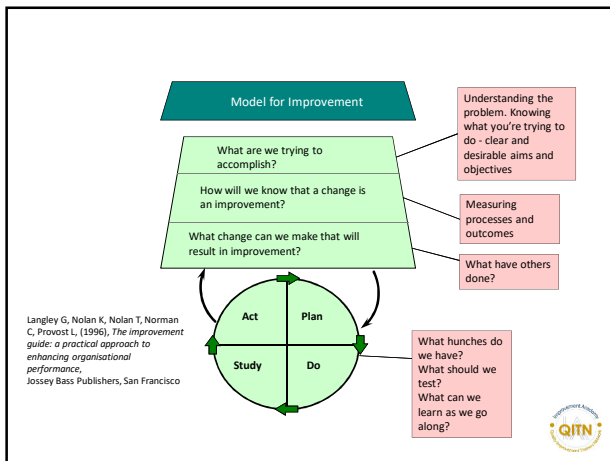 Model for Improvement
What are we trying to
accomplish?
How will we know that a change is
an improvement?
What change can we make that will
result in improvement?
Understanding the
problem. Knowing
what you’re trying to
do - clear and
desirable aims and
objectives
Measuring
processes and
outcomes
What have others
done?
Act
Plan
Study
Do
What hunches do
we have?
What should we
test?
What can we
learn as we go
along?
Langley G, Nolan K, Nolan T, Norman
C, Provost L, (1996), The improvement
guide: a practical approach to
enhancing organisational
performance,
Jossey Bass Publishers, San Francisco
Improvement Academy
QITN